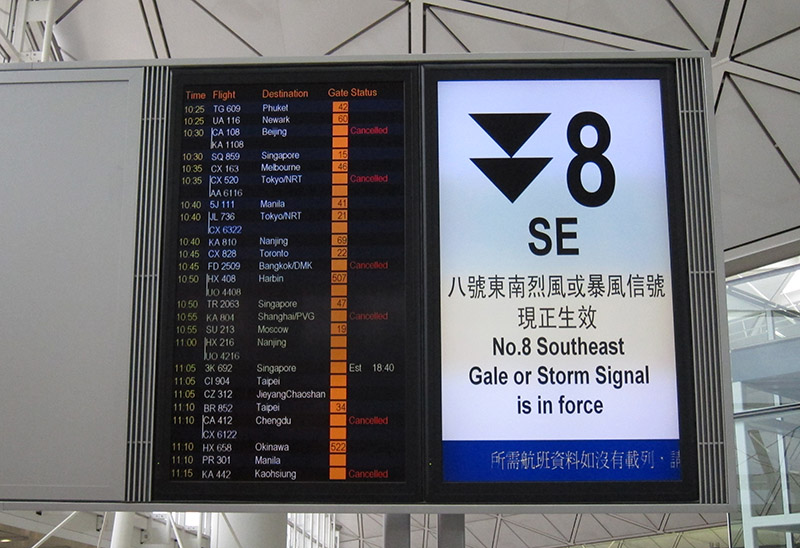 Time Flight Destination Gate Status
10:25 TG 609 Phuket 42
10:25 UA 116 Newark 60
10:30 CA 108 Beijing Cancelled
KA 1108
10:30 SQ 859 Singapore 15
10:35 CX 163 Melbourne 46
10:35 CX 520 Tokyo/NRT Cancelled
AA 6116
10:40 5J 111 Manila 41
10:40 JL 736 Tokyo/NRT 21
CX 6322
10:40 KA 810 Nanjing 69
10:45 CX 828 Toronto 22
10:45 FD 2509 Bangkok/DMK Cancelled
10:50 HX 408 Harbin 507
UO 4408
10:50 TR 2063 Singapore 47
10:55 KA 804 Shanghai/PVG Cancelled
10:55 SU 213 Moscow 19
11:00 HX 216 Nanjing
UO 4216
11:05 3K 692 Singapore Est 18:40
11:05 CI 904 Taipei
11:05 CZ 312 JieyangChaoshan
11:10 BR 852 Taipei 34
11:10 CA 412 Chengdu Cancelled
CX 6122
11:10 HX 658 Okinawa 522
11:10 PR 301 Manila
11:15 KA 442 Kaohsiung Cancelled
8
SE
八號東南烈風或暴風信號
現正生效
No.8 Southeast
Gale or Storm Signal
is in force
所需航班資料如沒有載列，請